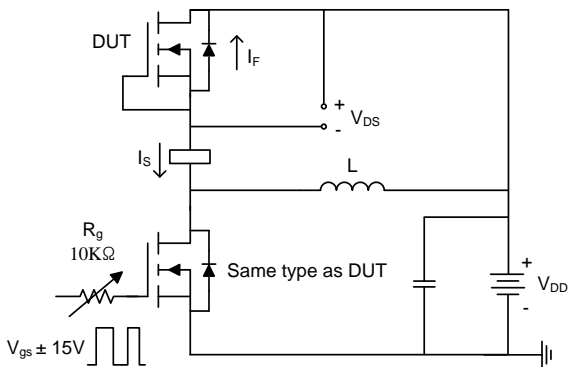 DUT
I_F
+
V_DS
-
I_S
L
R_g
10KΩ
Same type as DUT
+
V_DD
-
V_gs ± 15V